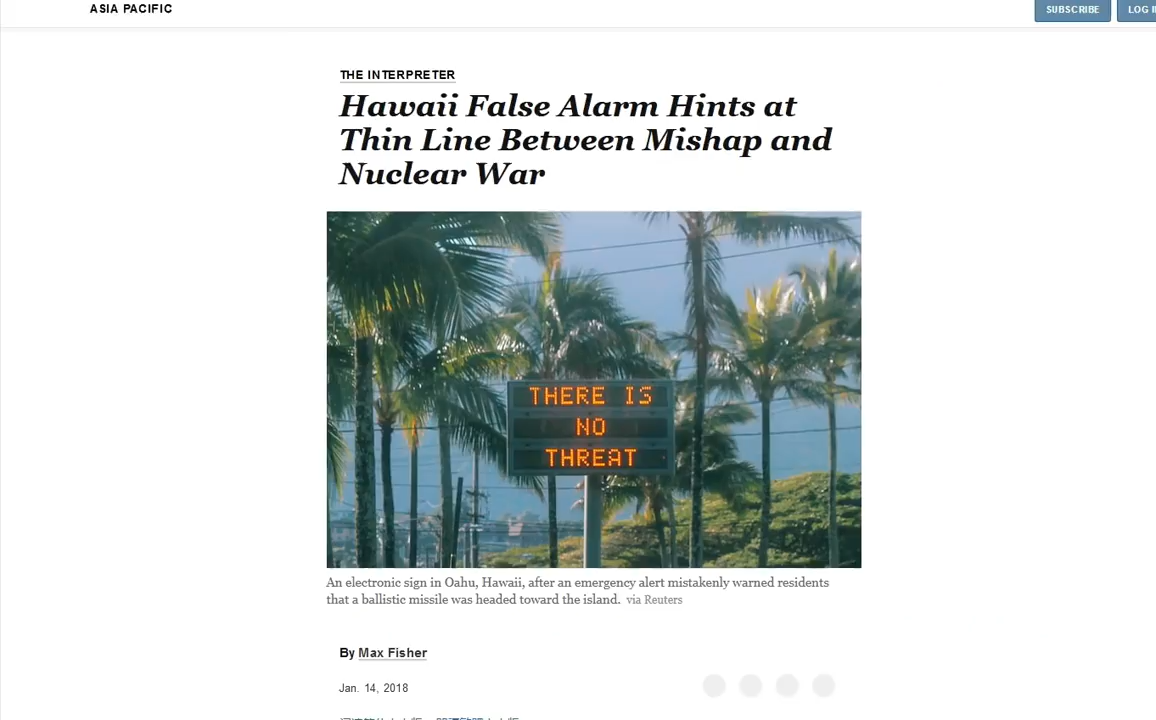 ASIA PACIFIC
SUBSCRIBE
LOG I
THE INTERPRETER
Hawaii False Alarm Hints at
Thin Line Between Mishap and
Nuclear War
THERE IS
NO
THREAT
An electronic sign in Oahu, Hawaii, after an emergency alert mistakenly warned residents
that a ballistic missile was headed toward the island. via Reuters
By Max Fisher
Jan. 14, 2018